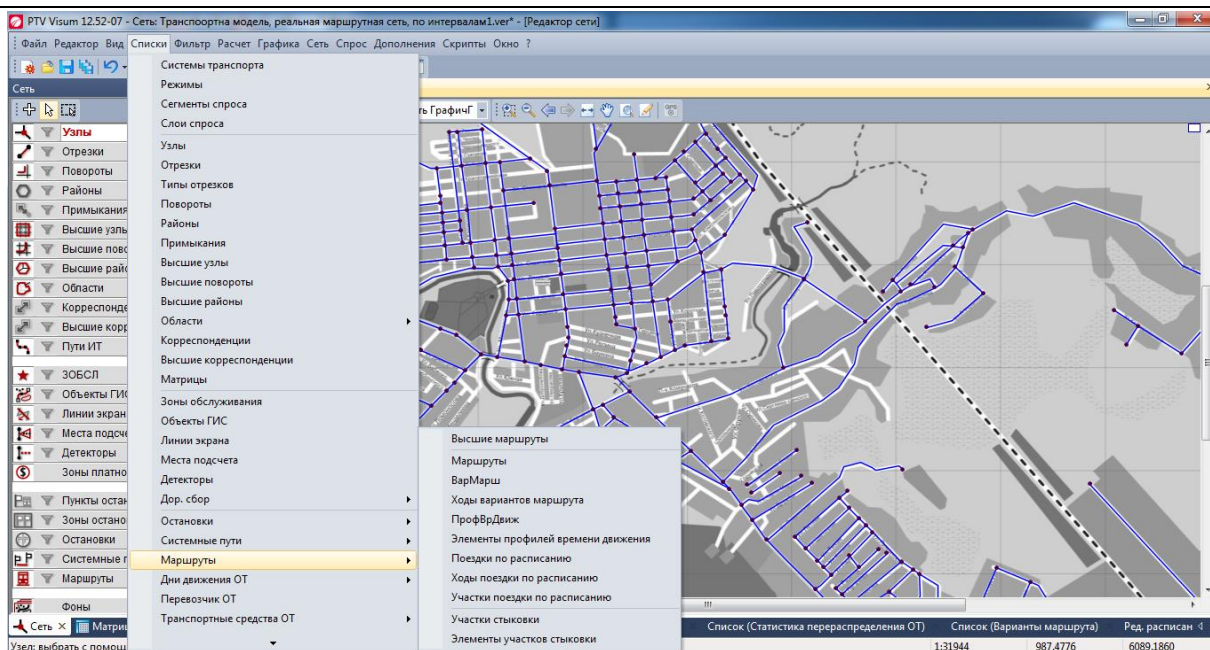 PTV Visum 12.52-07 - Сеть: Транспоортна модель, реальная маршрутная сеть, по интервалам1.ver* - [Редактор сети]
Файл Редактор Вид Списки Фильтр Расчет Графика Сеть Спрос Дополнения Скрипты Окно ?
Сеть
ть ГрафичГ
Узлы
Отрезки
Повороты
Районы
Примыкания
Высшие узлы
Высшие пово
Высшие райо
Области
Корреспонде
Высшие корр
Пути ИТ
ЗОБСЛ
Объекты ГИС
Линии экран
Места подсче
Детекторы
Зоны платно
Пункты остан
Зоны остано
Остановки
Системные п
Маршруты
Фоны
Системы транспорта
Режимы
Сегменты спроса
Слои спроса
Узлы
Отрезки
Типы отрезков
Повороты
Районы
Примыкания
Высшие узлы
Высшие повороты
Высшие районы
Области
Корреспонденции
Высшие корреспонденции
Матрицы
Зоны обслуживания
Объекты ГИС
Линии экрана
Места подсчета
Детекторы
Дор. сбор
Остановки
Системные пути
Маршруты
Дни движения ОТ
Перевозчик ОТ
Транспортные средства ОТ
Высшие маршруты
Маршруты
ВарМарш
Ходы вариантов маршрута
ПрофВрДвиж
Элементы профилей времени движения
Поездки по расписанию
Ходы поездки по расписанию
Участки поездки по расписанию
Участки стыковки
Элементы участков стыковки
Сеть Матриц Список (Статистика перераспределения ОТ) Список (Варианты маршрута) Ред. расписан
Узел: выбрать с помощ 1:31944 987.4776 6089.1860